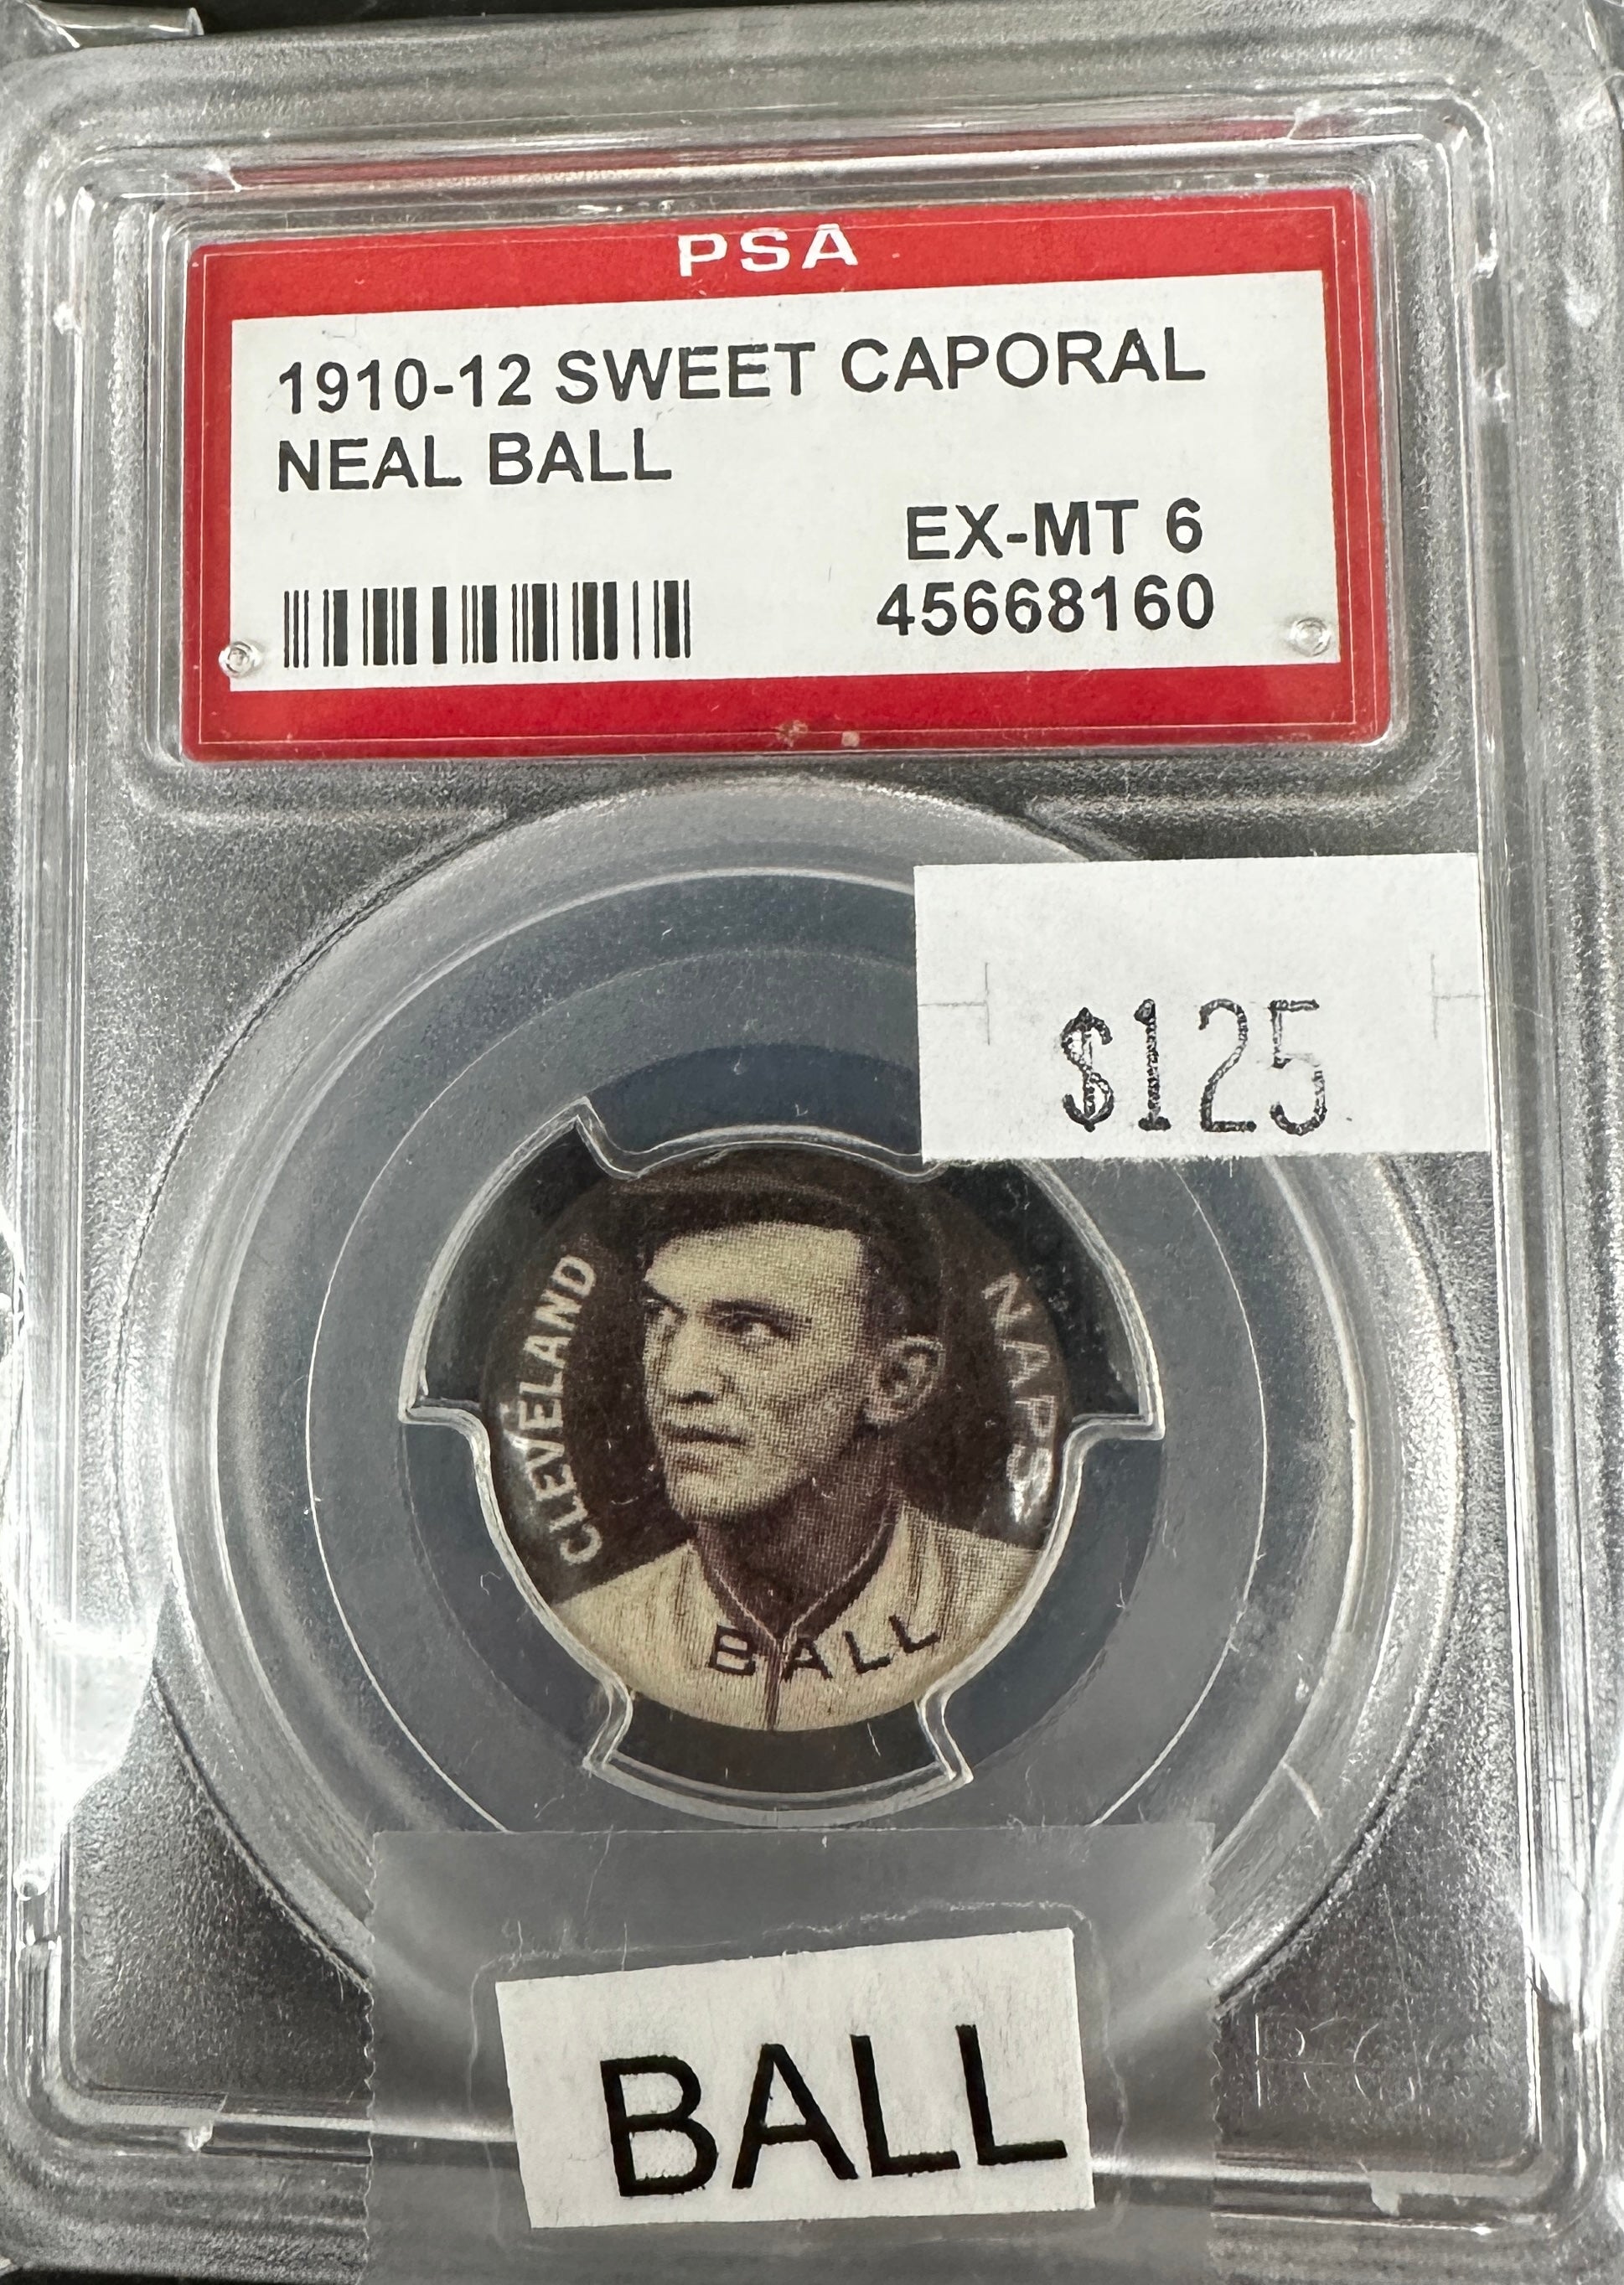 PSA
1910-12 SWEET CAPORAL
NEAL BALL
EX-MT 6
45668160
$125
CLEVELAND
NAPS
BALL
BALL